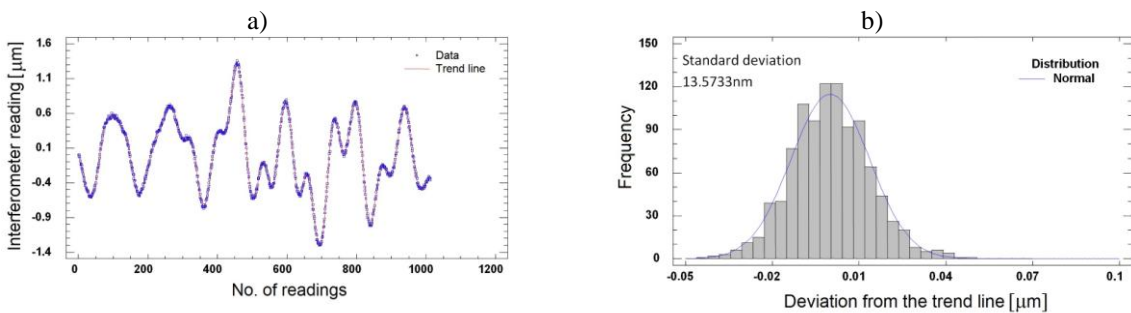 a)
1.6
1.1
0.6
0.1
-0.4
-0.9
-1.4
Interferometer reading [μm]
Data
Trend line
0
200
400
600
800
1000
1200
No. of readings
b)
150
120
90
60
30
0
Frequency
Standard deviation
13.5733nm
Distribution
Normal
-0.05
-0.02
0.01
0.04
0.07
0.1
Deviation from the trend line [μm]